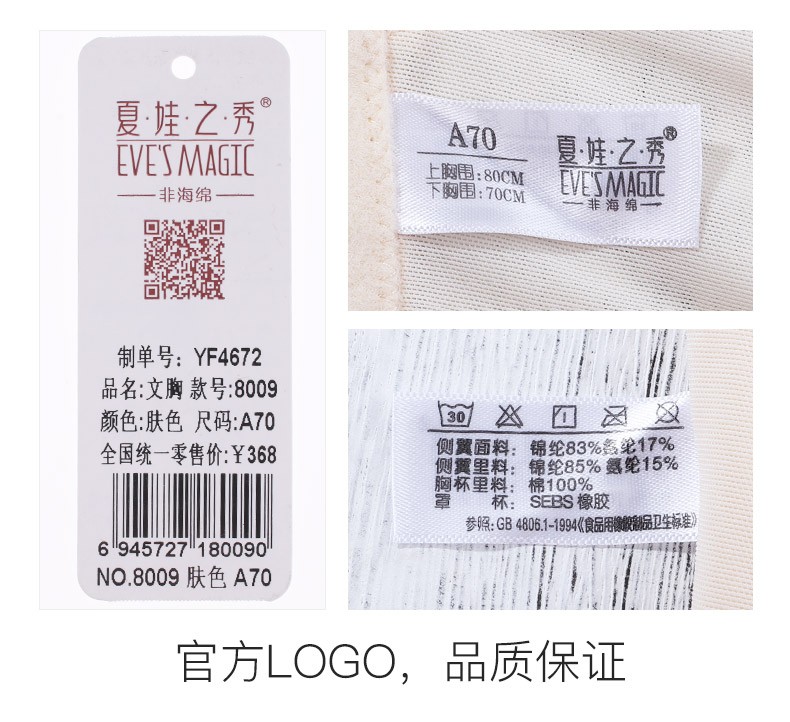 夏·娃·之·秀®
EVE'S MAGIC
非海绵
制单号：YF4672
品名:文胸 款号:8009
颜色:肤色 尺码:A70
全国统一零售价:￥368
6 945727 180090
NO.8009 肤色 A70
A70
上胸围:80CM
下胸围:70CM
夏·娃·之·秀®
EVE'S MAGIC
非海绵
30
侧翼面料：锦纶83%氨纶17%
侧翼里料：锦纶85% 氨纶15%
胸杯里料：棉100%
罩 杯：SEBS 橡胶
参照:GB 4806.1-1994《食品用橡胶制品卫生标准》
官方LOGO，品质保证